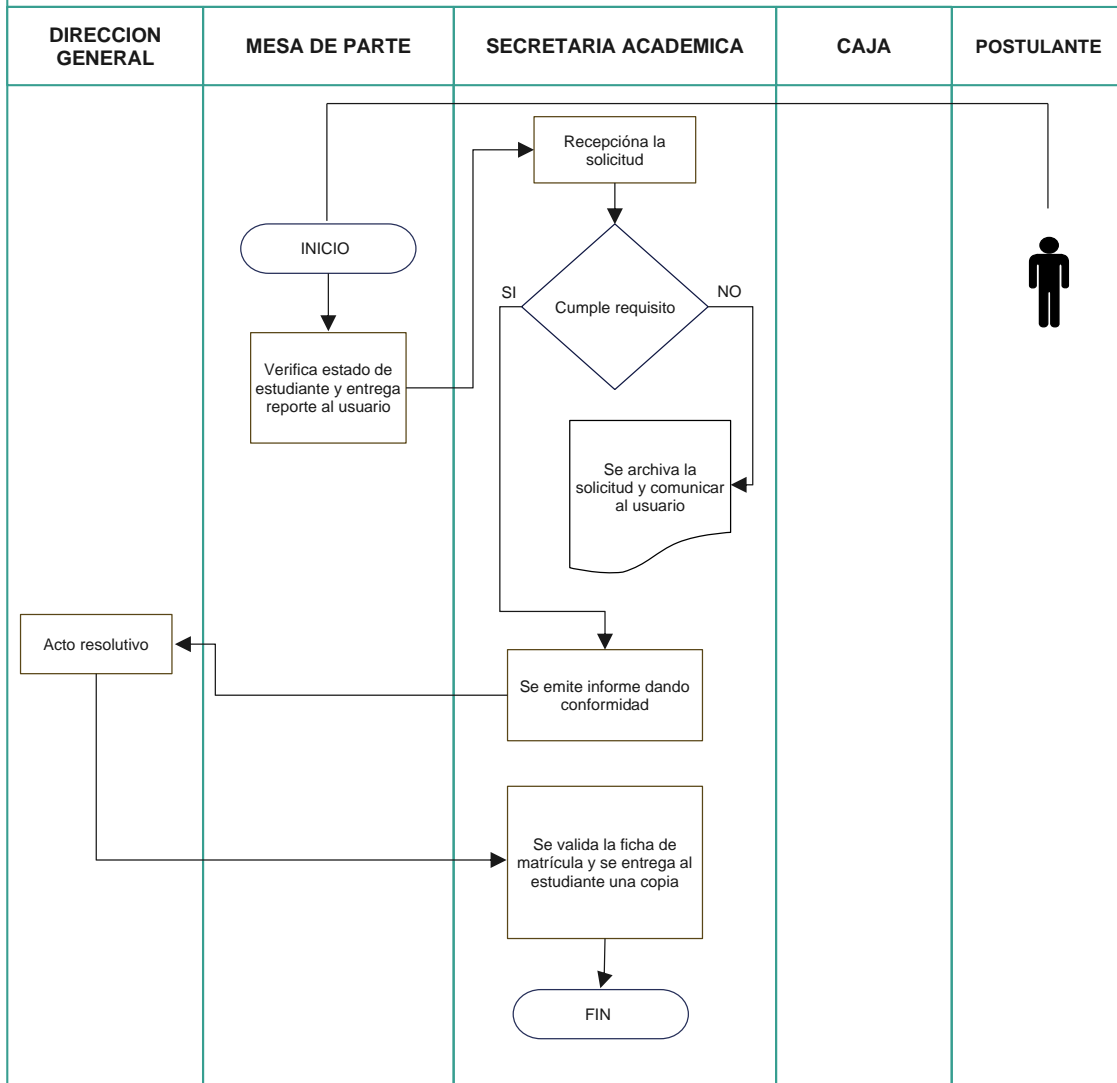 DIRECCION
GENERAL
MESA DE PARTE
SECRETARIA ACADEMICA
CAJA
POSTULANTE
Recepcióna la
solicitud
INICIO
SI
Cumple requisito
NO
Verifica estado de
estudiante y entrega
reporte al usuario
Se archiva la
solicitud y comunicar
al usuario
Acto resolutivo
Se emite informe dando
conformidad
Se valida la ficha de
matrícula y se entrega al
estudiante una copia
FIN